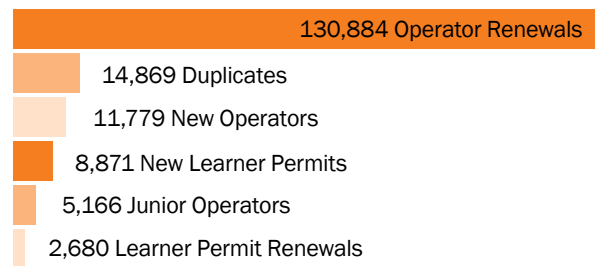 130,884 Operator Renewals
14,869 Duplicates
11,779 New Operators
8,871 New Learner Permits
5,166 Junior Operators
2,680 Learner Permit Renewals